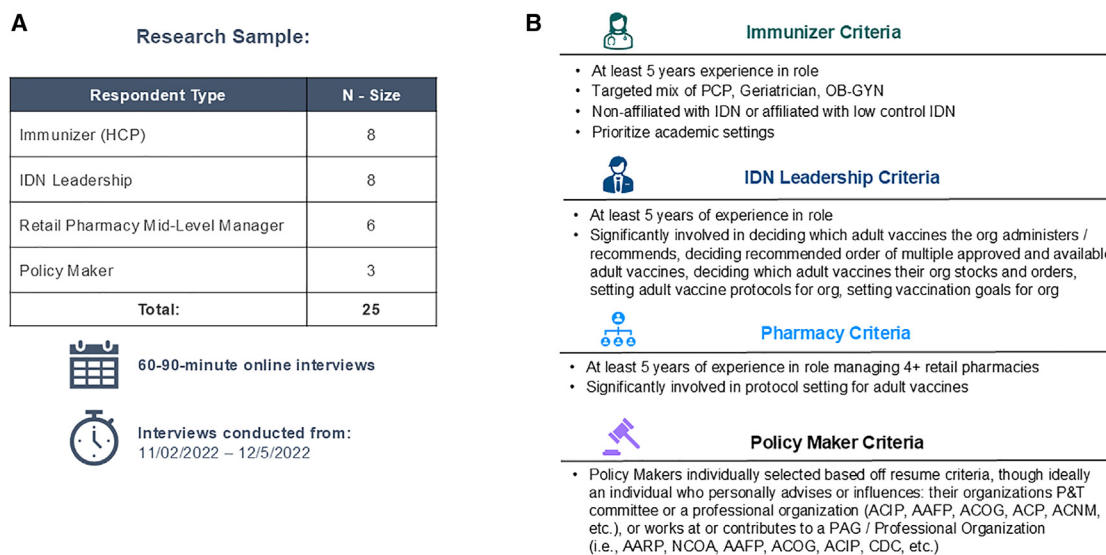 A
Research Sample:
Respondent Type N - Size
Immunizer (HCP) 8
IDN Leadership 8
Retail Pharmacy Mid-Level Manager 6
Policy Maker 3
Total: 25
60-90-minute online interviews
Interviews conducted from:
11/02/2022 – 12/5/2022
B
Immunizer Criteria
• At least 5 years experience in role
• Targeted mix of PCP, Geriatrician, OB-GYN
• Non-affiliated with IDN or affiliated with low control IDN
• Prioritize academic settings
IDN Leadership Criteria
• At least 5 years of experience in role
• Significantly involved in deciding which adult vaccines the org administers /
recommends, deciding recommended order of multiple approved and available
adult vaccines, deciding which adult vaccines their org stocks and orders,
setting adult vaccine protocols for org, setting vaccination goals for org
Pharmacy Criteria
• At least 5 years of experience in role managing 4+ retail pharmacies
• Significantly involved in protocol setting for adult vaccines
Policy Maker Criteria
• Policy Makers individually selected based off resume criteria, though ideally
an individual who personally advises or influences: their organizations P&T
committee or a professional organization (ACIP, AAFP, ACOG, ACP, ACNM,
etc.), or works at or contributes to a PAG / Professional Organization
(i.e., AARP, NCOA, AAFP, ACOG, ACIP, CDC, etc.)